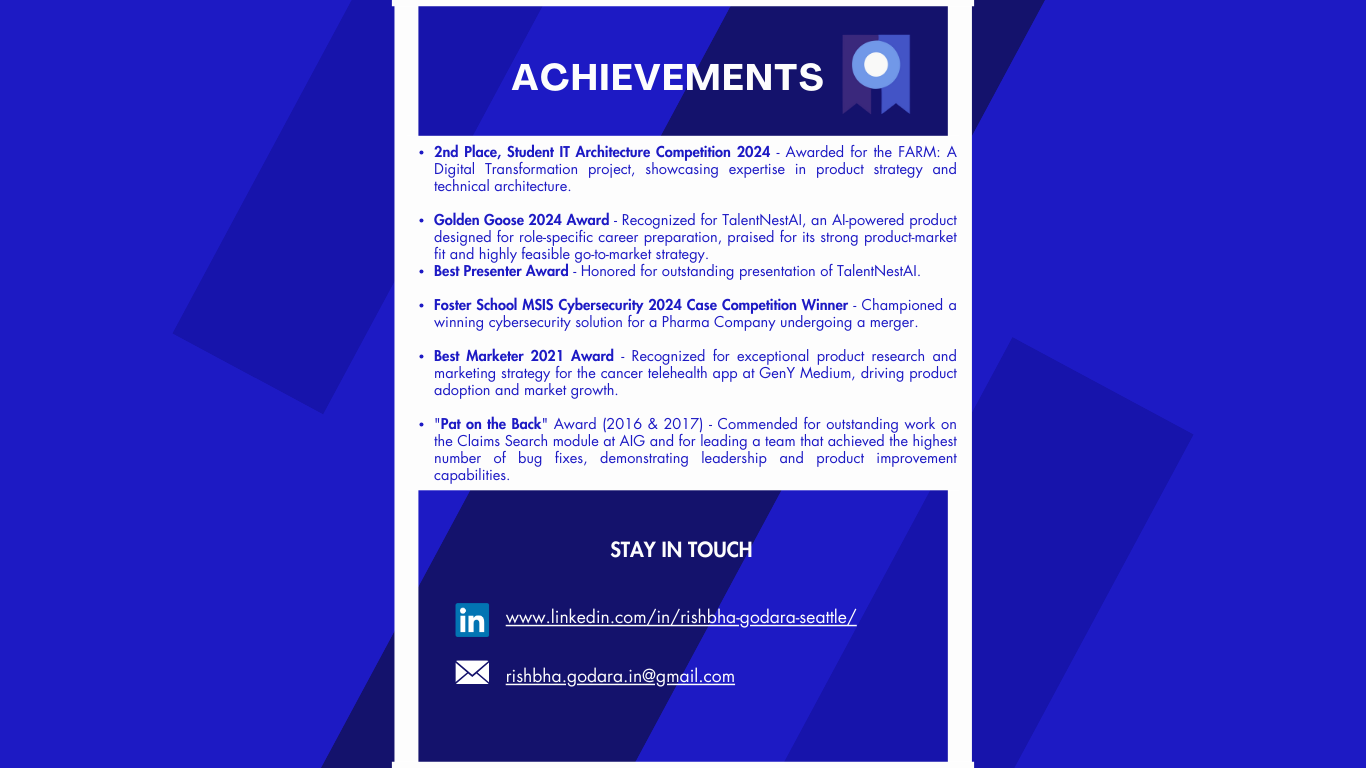 ACHIEVEMENTS
• 2nd Place, Student IT Architecture Competition 2024 - Awarded for the FARM: A
Digital Transformation project, showcasing expertise in product strategy and
technical architecture.
• Golden Goose 2024 Award - Recognized for TalentNestAI, an AI-powered product
designed for role-specific career preparation, praised for its strong product-market
fit and highly feasible go-to-market strategy.
• Best Presenter Award - Honored for outstanding presentation of TalentNestAI.
• Foster School MSIS Cybersecurity 2024 Case Competition Winner - Championed a
winning cybersecurity solution for a Pharma Company undergoing a merger.
• Best Marketer 2021 Award - Recognized for exceptional product research and
marketing strategy for the cancer telehealth app at GenY Medium, driving product
adoption and market growth.
• "Pat on the Back" Award (2016 & 2017) - Commended for outstanding work on
the Claims Search module at AIG and for leading a team that achieved the highest
number of bug fixes, demonstrating leadership and product improvement
capabilities.
STAY IN TOUCH
in www.linkedin.com/in/rishbha-godara-seattle/
rishbha.godara.in@gmail.com